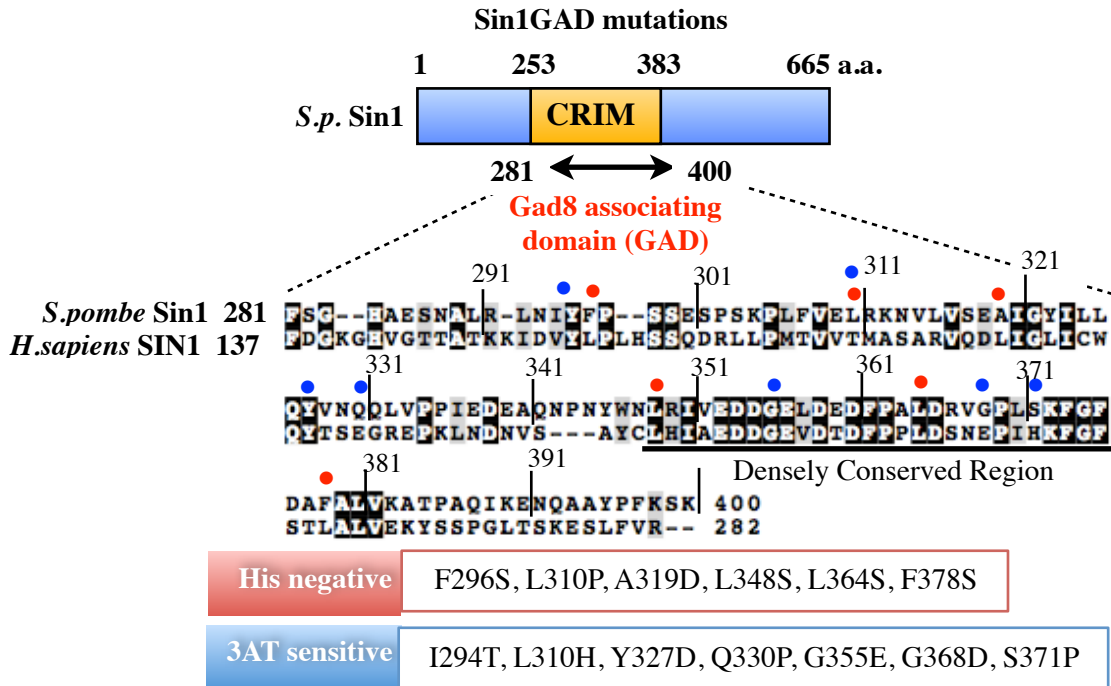 Sin1GAD mutations
1 253 383 665 a.a.
S.p. Sin1 CRIM
281 400
Gad8 associating
domain (GAD)
291 301 311 321
S.pombe Sin1 281 FSG--HAESNALR-LNIYFP--SSESPSKPLFVELRKNVLVSEAIGYILL
H.sapiens SIN1 137 FDGKGHVGTTATKKIDVYLPLHSSQDRLLPMTVVTMASARVQDLIGLICW
331 341 351 361 371
QYVNQQLVPPIEDEAQNPNYWNLRIVEDDGELDEDFPALDRVGPLSKFGF
QYTSEGREPKLNDNVS---AYCLHIAEDDGEVDTDFPPLDSNEPIHKFGF
Densely Conserved Region
381 391
DAFALVKATPAQIKENQAAYPFKSK 400
STLALVEKYSSPGLTSKESLFVR-- 282
His negative F296S, L310P, A319D, L348S, L364S, F378S
3AT sensitive I294T, L310H, Y327D, Q330P, G355E, G368D, S371P